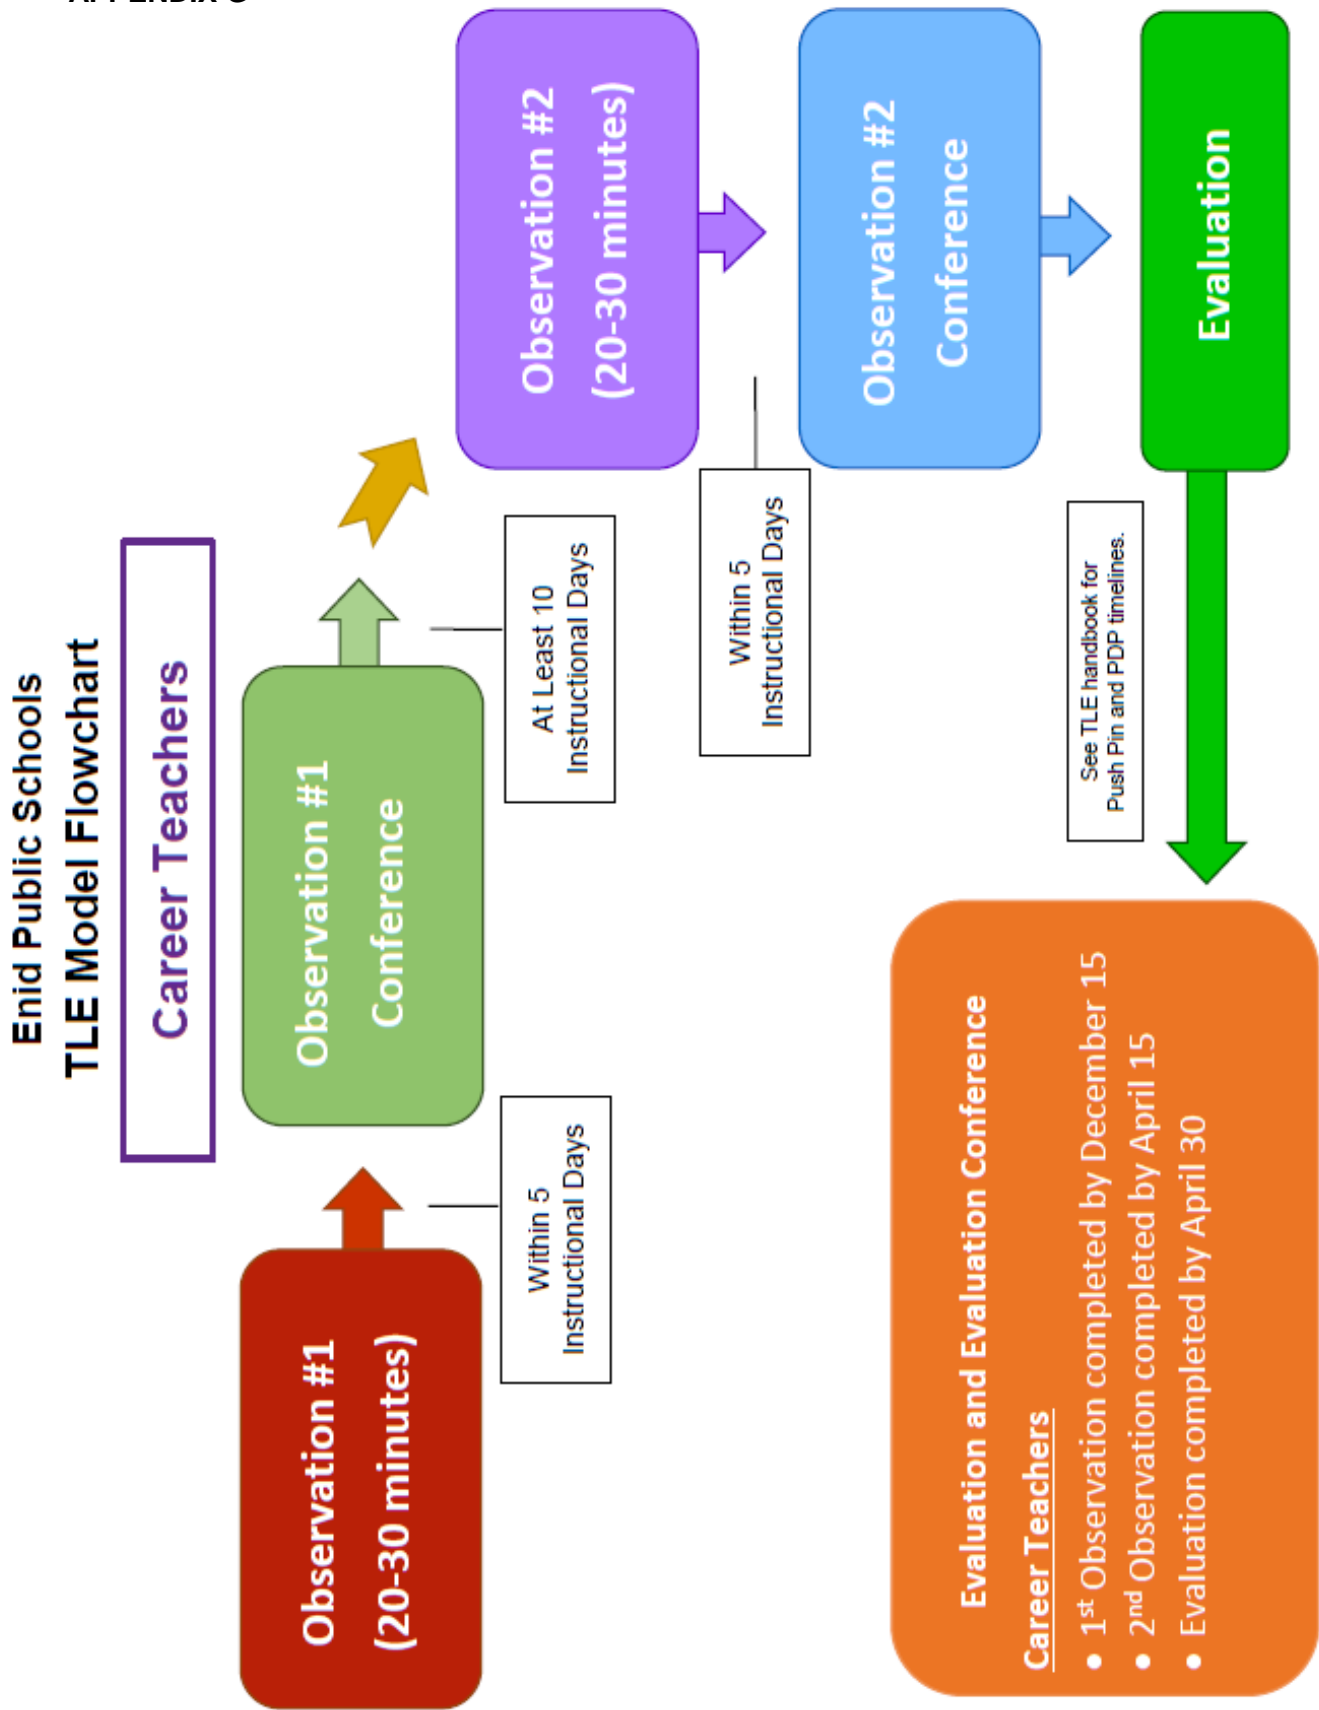 Enid Public Schools
TLE Model Flowchart
Career Teachers
Observation #1
(20-30 minutes)
Within 5
Instructional Days
Observation #1
Conference
At Least 10
Instructional Days
Observation #2
(20-30 minutes)
Within 5
Instructional Days
Observation #2
Conference
Evaluation
See TLE handbook for
Push Pin and PDP timelines.
Evaluation and Evaluation Conference
Career Teachers
• 1st Observation completed by December 15
• 2nd Observation completed by April 15
• Evaluation completed by April 30